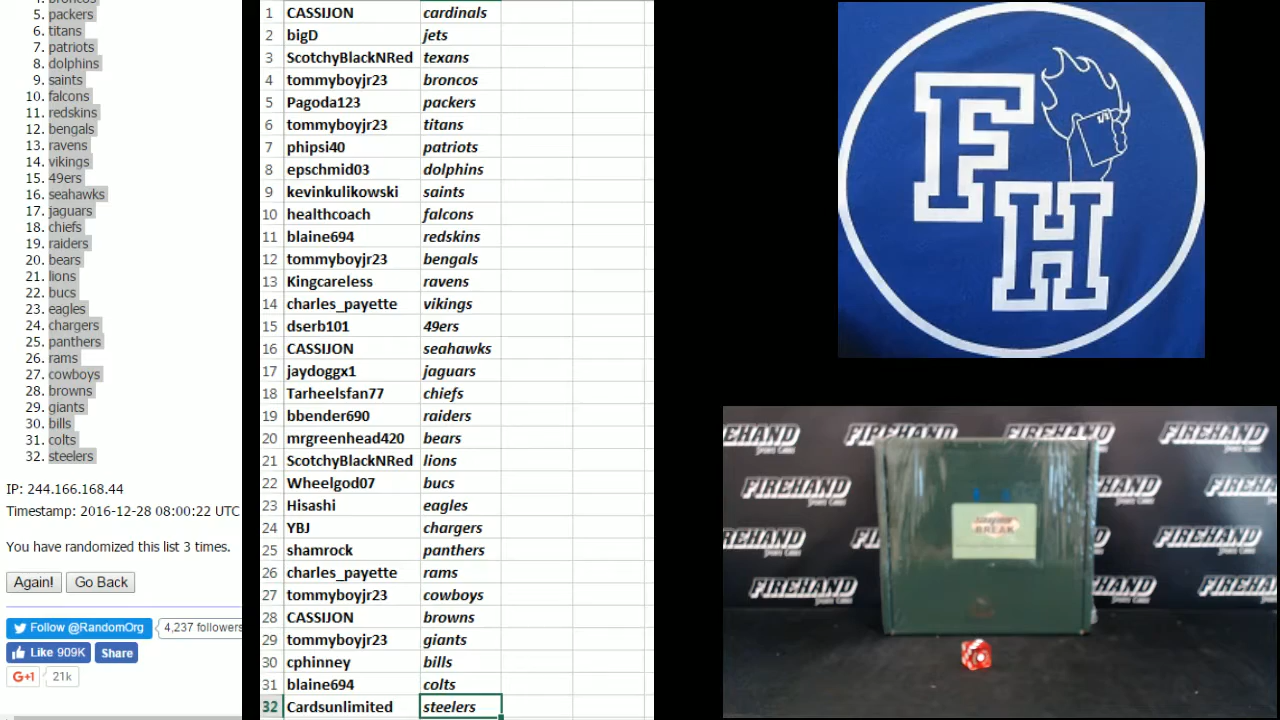 4. broncos
5. packers
6. titans
7. patriots
8. dolphins
9. saints
10. falcons
11. redskins
12. bengals
13. ravens
14. vikings
15. 49ers
16. seahawks
17. jaguars
18. chiefs
19. raiders
20. bears
21. lions
22. bucs
23. eagles
24. chargers
25. panthers
26. rams
27. cowboys
28. browns
29. giants
30. bills
31. colts
32. steelers
IP: 244.166.168.44
Timestamp: 2016-12-28 08:00:22 UTC
You have randomized this list 3 times.
Again! Go Back
Follow @RandomOrg 4,237 followers
Like 909K Share
G+1 21k
1 CASSIJON cardinals
2 bigD jets
3 ScotchyBlackNRed texans
4 tommyboyjr23 broncos
5 Pagoda123 packers
6 tommyboyjr23 titans
7 phipsi40 patriots
8 epschmid03 dolphins
9 kevinkulikowski saints
10 healthcoach falcons
11 blaine694 redskins
12 tommyboyjr23 bengals
13 Kingcareless ravens
14 charles_payette vikings
15 dserb101 49ers
16 CASSIJON seahawks
17 jaydoggx1 jaguars
18 Tarheelsfan77 chiefs
19 bbender690 raiders
20 mrgreenhead420 bears
21 ScotchyBlackNRed lions
22 Wheelgod07 bucs
23 Hisashi eagles
24 YBJ chargers
25 shamrock panthers
26 charles_payette rams
27 tommyboyjr23 cowboys
28 CASSIJON browns
29 tommyboyjr23 giants
30 cphinney bills
31 blaine694 colts
32 Cardsunlimited steelers
FH
1/1
FIREHAND
BREAK